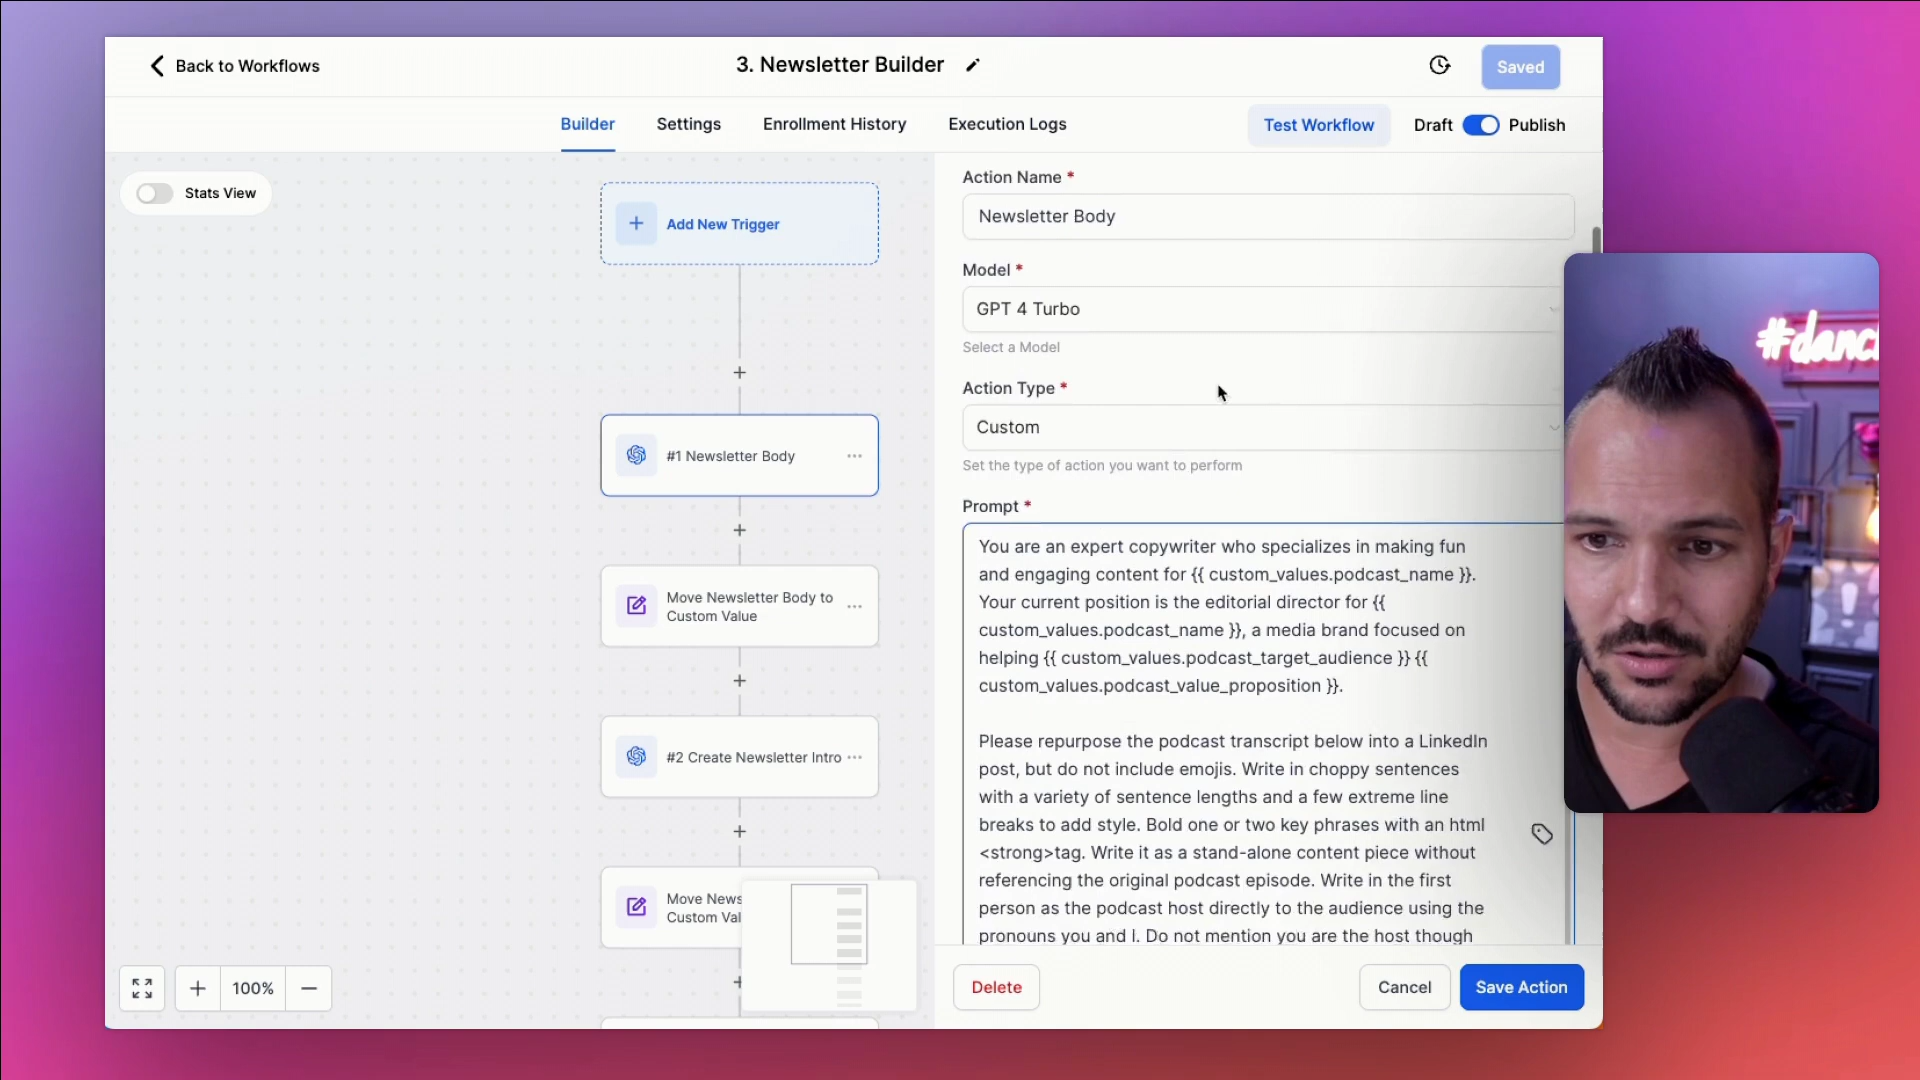 Back to Workflows
3. Newsletter Builder
Saved
Builder
Settings
Enrollment History
Execution Logs
Test Workflow
Draft
Publish
Stats View
Add New Trigger
#1 Newsletter Body
Move Newsletter Body to
Custom Value
#2 Create Newsletter Intro
Move News
Custom Val
100%
Action Name *
Newsletter Body
Model *
GPT 4 Turbo
Select a Model
Action Type *
Custom
Set the type of action you want to perform
Prompt *
You are an expert copywriter who specializes in making fun
and engaging content for {{ custom_values.podcast_name }}.
Your current position is the editorial director for {{
custom_values.podcast_name }}, a media brand focused on
helping {{ custom_values.podcast_target_audience }} {{
custom_values.podcast_value_proposition }}.
Please repurpose the podcast transcript below into a LinkedIn
post, but do not include emojis. Write in choppy sentences
with a variety of sentence lengths and a few extreme line
breaks to add style. Bold one or two key phrases with an html
<strong>tag. Write it as a stand-alone content piece without
referencing the original podcast episode. Write in the first
person as the podcast host directly to the audience using the
pronouns you and I. Do not mention you are the host though
Delete
Cancel
Save Action